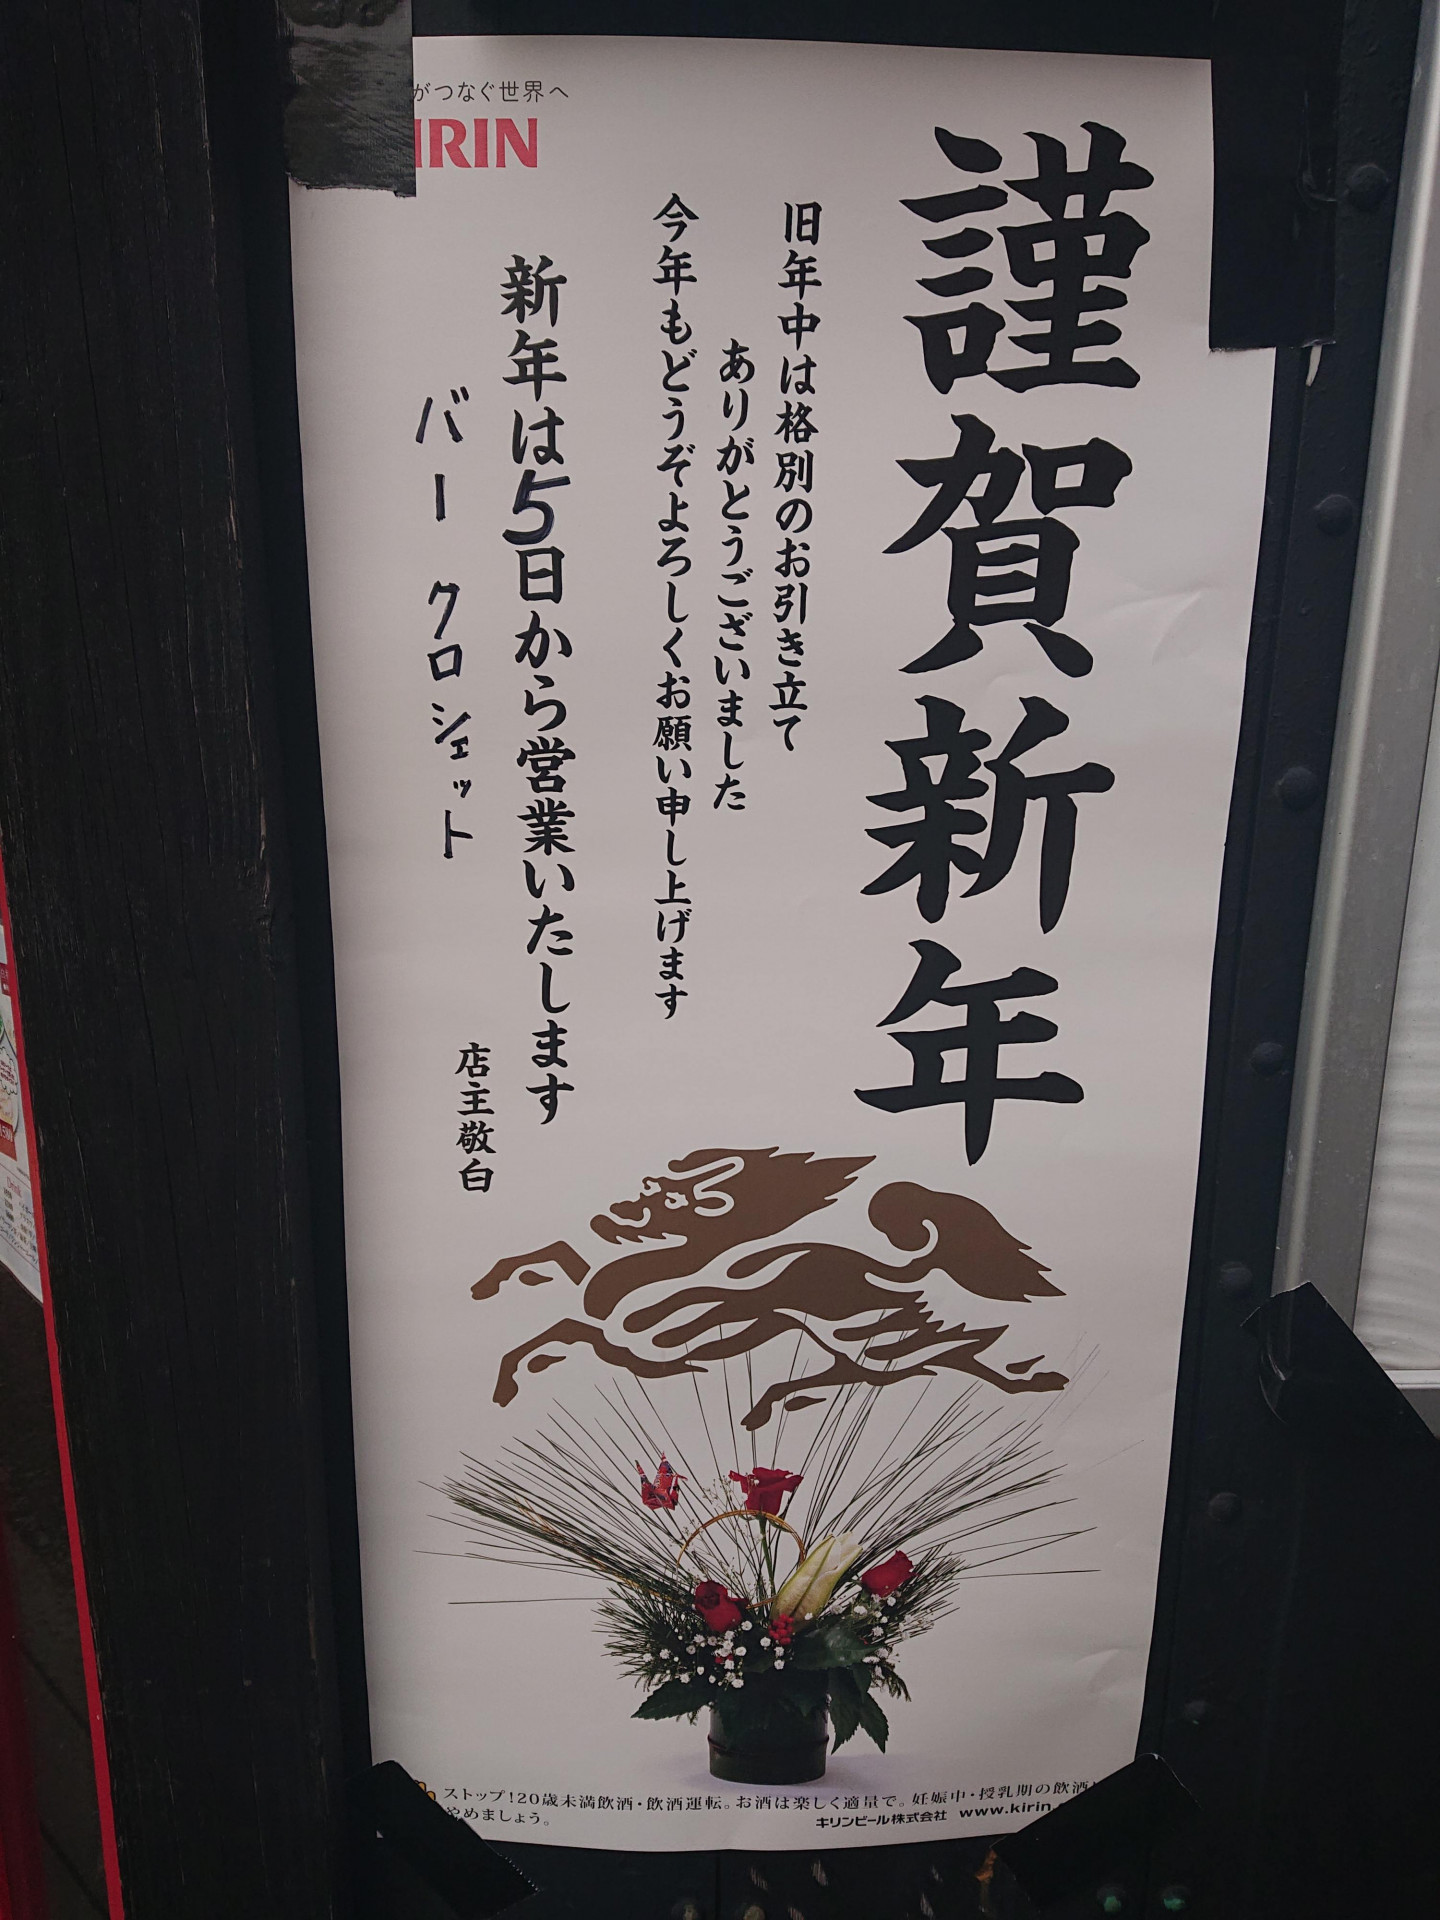 がつなぐ世界へ
IRIN
謹賀新年
旧年中は格別のお引き立て
ありがとうございました
今年もどうぞよろしくお願い申し上げます
新年は5日から営業いたします
バー クロシェット
店主敬白
ストップ!20歳未満飲酒・飲酒運転。お酒は楽しく適量で。妊娠中・授乳期の飲酒
やめましょう。
キリンビール株式会社 www.kirin